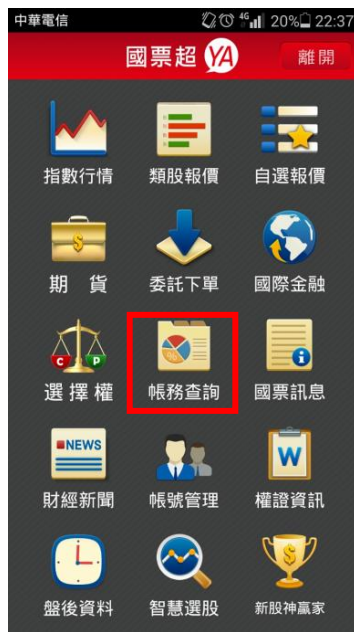 中華電信 4G 20% 22:37
國票超 YA 離開
指數行情 類股報價 自選報價
$
期 貨 委託下單 國際金融
C P % i
選擇權 帳務查詢 國票訊息
NEWS W
財經新聞 帳號管理 權證資訊
$
盤後資料 智慧選股 新股神贏家